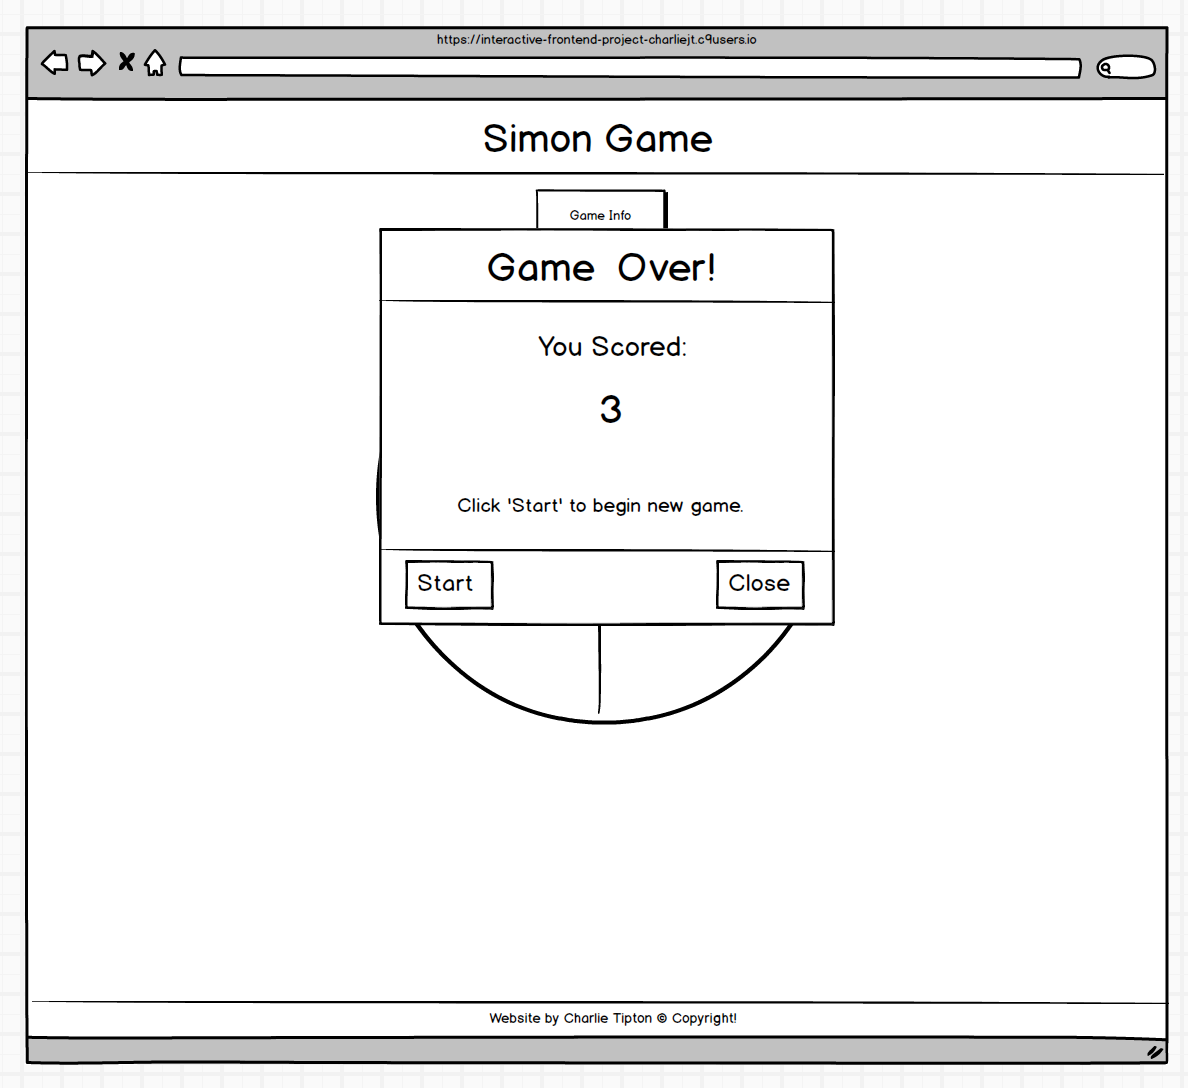 https://interactive-frontend-project-charliejt.c9users.io
Simon Game
Game Info
Game Over!
You Scored:
3
Click 'Start' to begin new game.
Start
Close
Website by Charlie Tipton © Copyright!